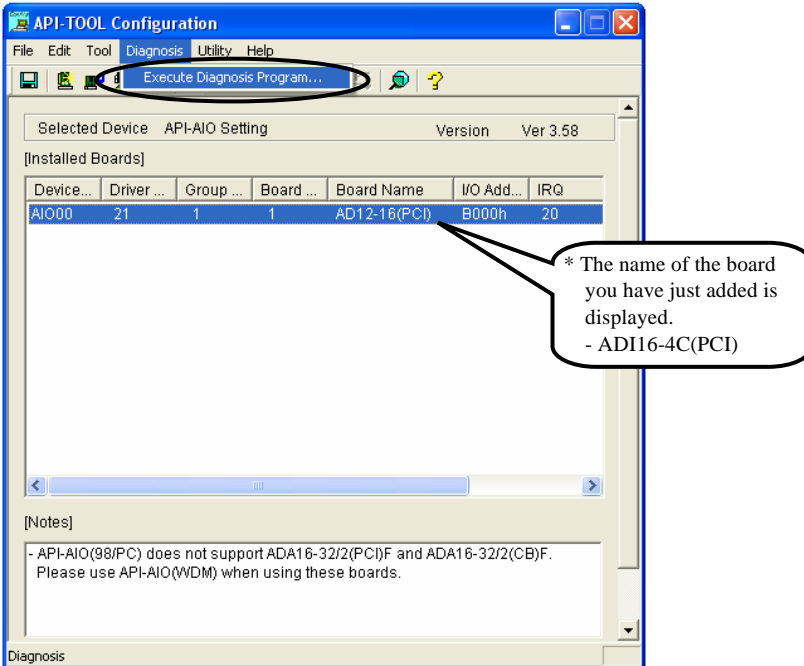 API-TOOL Configuration
File Edit Tool Diagnosis Utility Help
Execute Diagnosis Program...
Selected Device API-AIO Setting Version Ver 3.58
[Installed Boards]
Device... Driver ... Group ... Board ... Board Name I/O Add... IRQ
AIO00 21 1 1 AD12-16(PCI) B000h 20
* The name of the board
you have just added is
displayed.
- ADI16-4C(PCI)
[Notes]
- API-AIO(98/PC) does not support ADA16-32/2(PCI)F and ADA16-32/2(CB)F.
Please use API-AIO(WDM) when using these boards.
Diagnosis